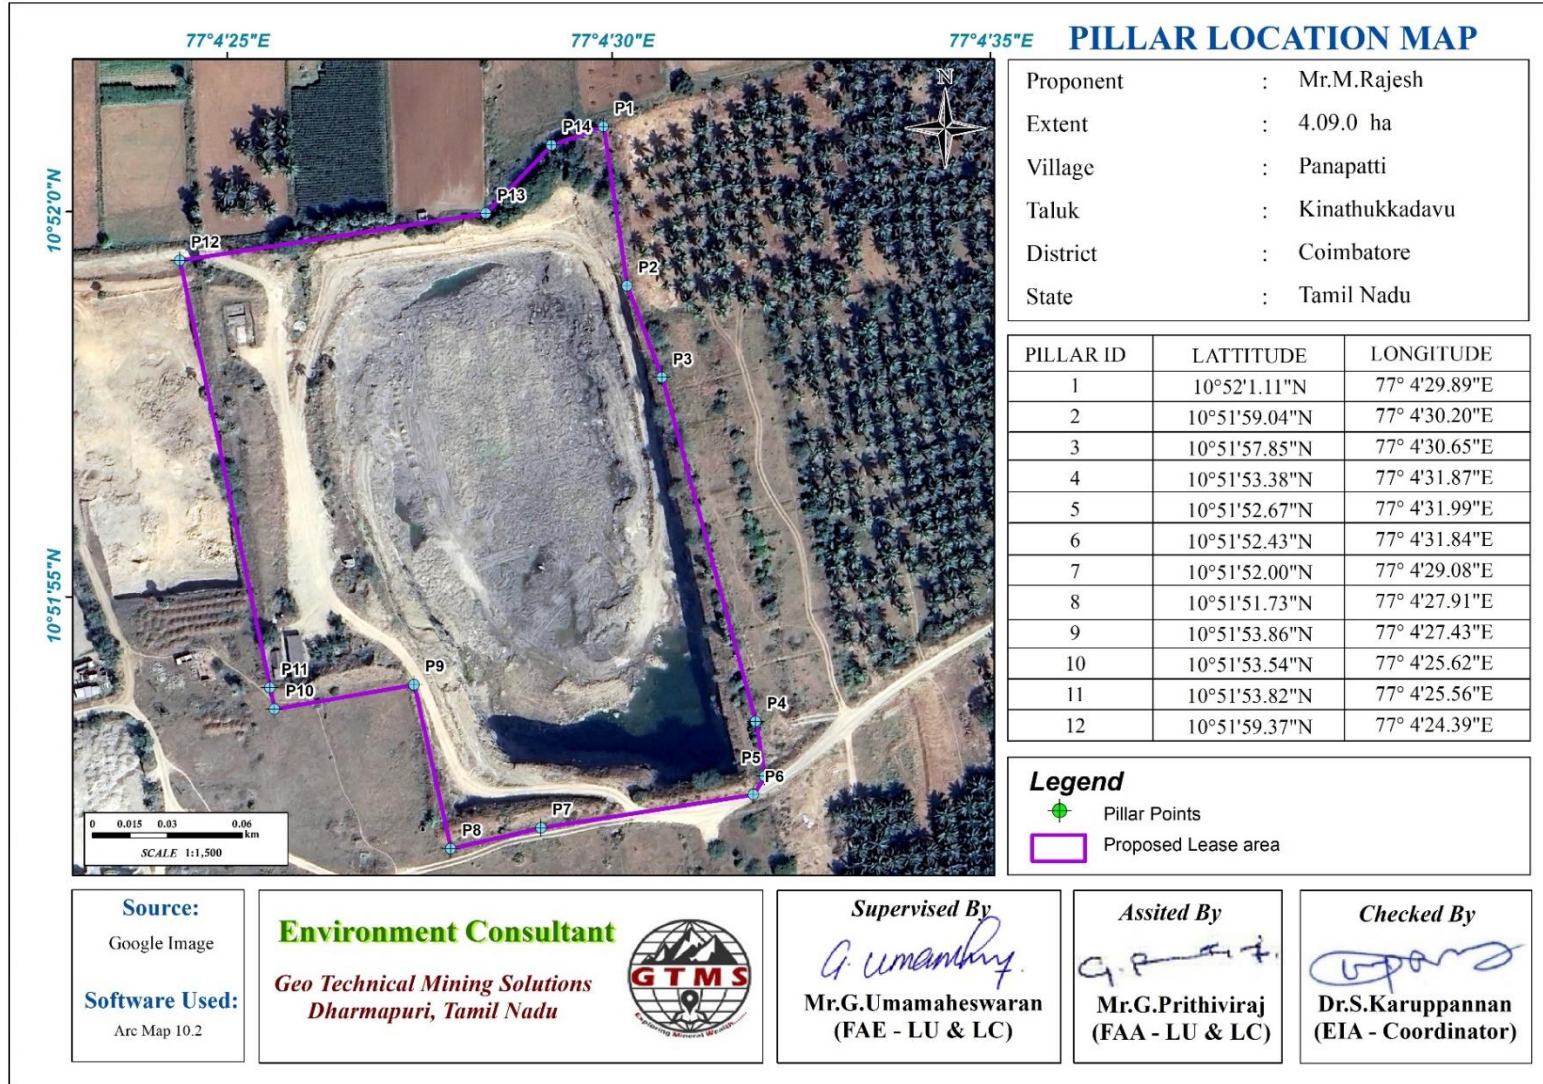 77°4'25"E
77°4'30"E
77°4'35"E
10°52'0"N
10°51'55"N
N
P1
P14
P13
P12
P2
P3
P11
P10
P9
P4
P5
P6
P7
P8
0 0.015 0.03 0.06
km
SCALE 1:1,500
PILLAR LOCATION MAP
Proponent : Mr.M.Rajesh
Extent : 4.09.0 ha
Village : Panapatti
Taluk : Kinathukkadavu
District : Coimbatore
State : Tamil Nadu
PILLAR ID LATTITUDE LONGITUDE
1 10°52'1.11"N 77° 4'29.89"E
2 10°51'59.04"N 77° 4'30.20"E
3 10°51'57.85"N 77° 4'30.65"E
4 10°51'53.38"N 77° 4'31.87"E
5 10°51'52.67"N 77° 4'31.99"E
6 10°51'52.43"N 77° 4'31.84"E
7 10°51'52.00"N 77° 4'29.08"E
8 10°51'51.73"N 77° 4'27.91"E
9 10°51'53.86"N 77° 4'27.43"E
10 10°51'53.54"N 77° 4'25.62"E
11 10°51'53.82"N 77° 4'25.56"E
12 10°51'59.37"N 77° 4'24.39"E
Legend
Pillar Points
Proposed Lease area
Source:
Google Image
Software Used:
Arc Map 10.2
Environment Consultant
Geo Technical Mining Solutions
Dharmapuri, Tamil Nadu
GTMS
Exploring Mineral Wealth......
Supervised By
Mr.G.Umamaheswaran
(FAE - LU & LC)
Assited By
Mr.G.Prithiviraj
(FAA - LU & LC)
Checked By
Dr.S.Karuppannan
(EIA - Coordinator)